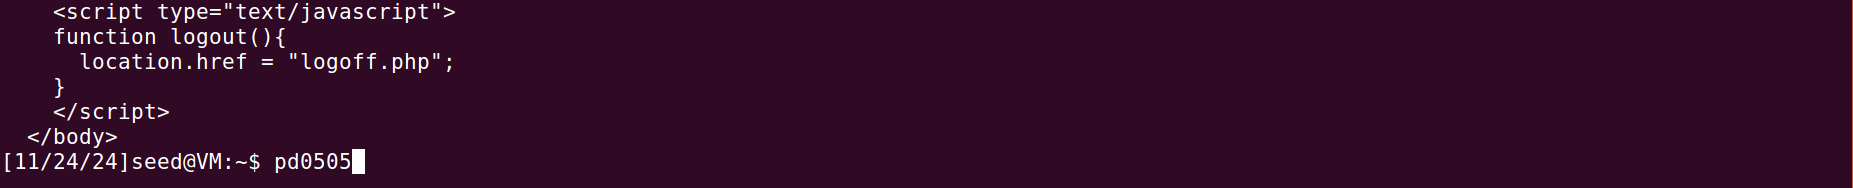 <script type="text/javascript">
function logout(){
location.href = "logoff.php";
}
</script>
</body>
[11/24/24]seed@VM:~$ pd0505